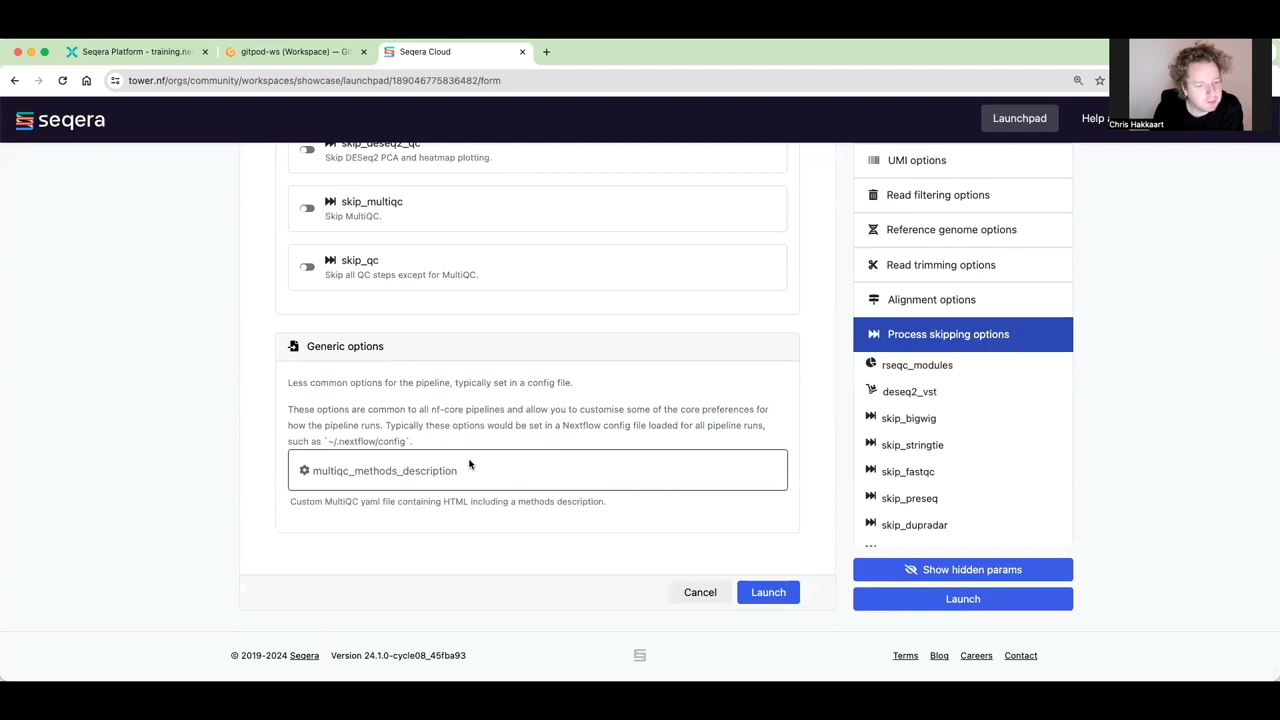 Seqera Platform - training.ne
gitpod-ws (Workspace) — Gi
Seqera Cloud
tower.nf/orgs/community/workspaces/showcase/launchpad/189046775836482/form
Chris Hakkaart
seqera
Launchpad
Help
skip_deseq2_qc
Skip DESeq2 PCA and heatmap plotting.
skip_multiqc
Skip MultiQC.
skip_qc
Skip all QC steps except for MultiQC.
Generic options
Less common options for the pipeline, typically set in a config file.
These options are common to all nf-core pipelines and allow you to customise some of the core preferences for
how the pipeline runs. Typically these options would be set in a Nextflow config file loaded for all pipeline runs,
such as `~/.nextflow/config`.
multiqc_methods_description
Custom MultiQC yaml file containing HTML including a methods description.
Cancel
Launch
UMI options
Read filtering options
Reference genome options
Read trimming options
Alignment options
Process skipping options
rseqc_modules
deseq2_vst
skip_bigwig
skip_stringtie
skip_fastqc
skip_preseq
skip_dupradar
Show hidden params
Launch
© 2019-2024 Seqera Version 24.1.0-cycle08_45fba93
Terms Blog Careers Contact